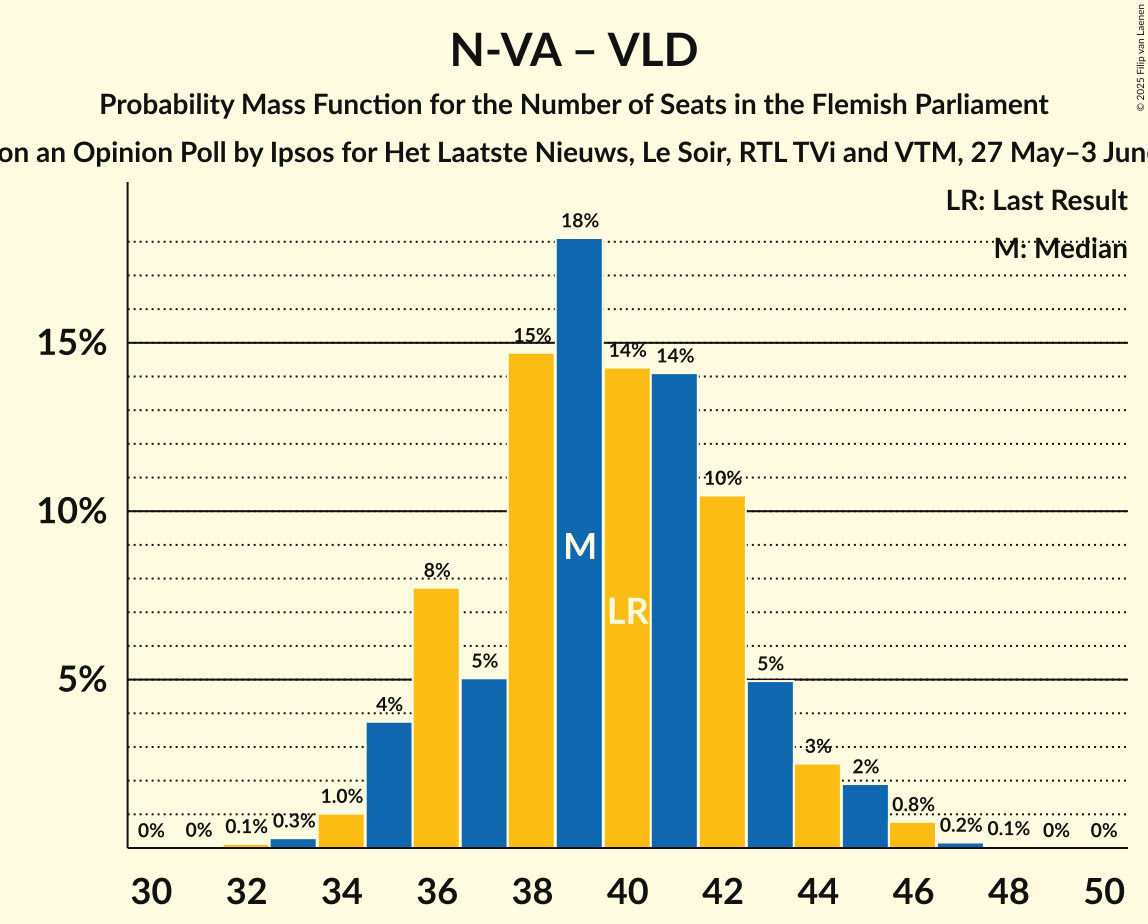 N-VA – VLD
Probability Mass Function for the Number of Seats in the Flemish Parliament
on an Opinion Poll by Ipsos for Het Laatste Nieuws, Le Soir, RTL TVi and VTM, 27 May–3 June
© 2025 Filip van Laenen
LR: Last Result
M: Median
15%
10%
5%
0% 0% 0.1% 0.3% 1.0% 4% 8% 5% 15% 18% 14% 14% 10% 5% 3% 2% 0.8% 0.2% 0.1% 0% 0%
M
LR
30 32 34 36 38 40 42 44 46 48 50